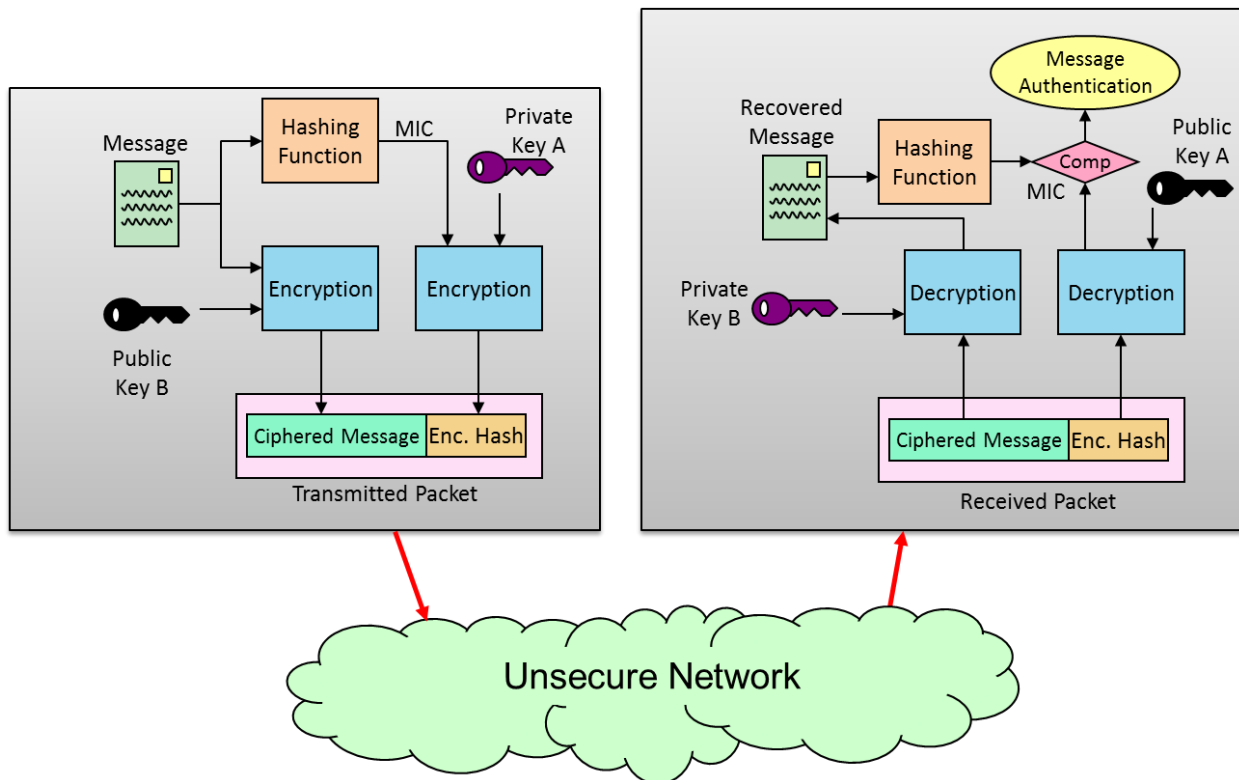 Message
Hashing
Function
MIC
Private
Key A
Encryption
Encryption
Public
Key B
Ciphered Message
Enc. Hash
Transmitted Packet
Message
Authentication
Recovered
Message
Hashing
Function
Comp
MIC
Public
Key A
Private
Key B
Decryption
Decryption
Ciphered Message
Enc. Hash
Received Packet
Unsecure Network